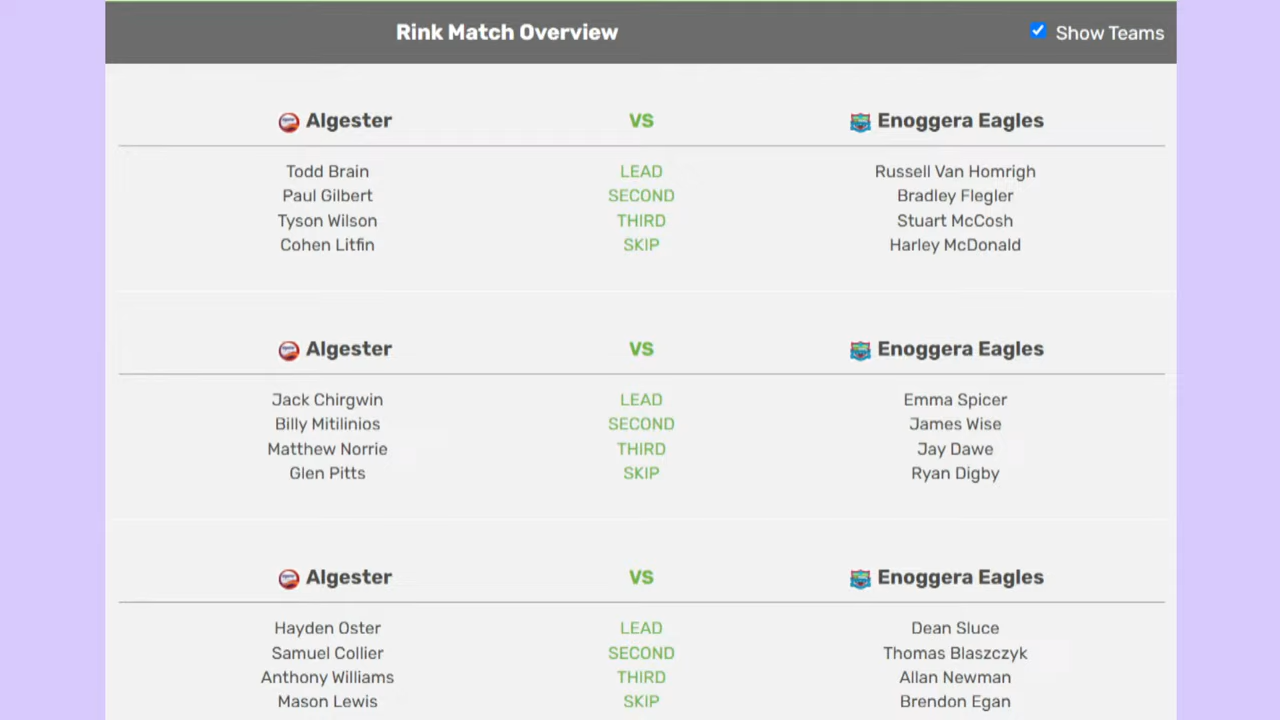 Rink Match Overview Show Teams
Algester VS Enoggera Eagles
Todd Brain LEAD Russell Van Homrigh
Paul Gilbert SECOND Bradley Flegler
Tyson Wilson THIRD Stuart McCosh
Cohen Litfin SKIP Harley McDonald
Algester VS Enoggera Eagles
Jack Chirgwin LEAD Emma Spicer
Billy Mitilinios SECOND James Wise
Matthew Norrie THIRD Jay Dawe
Glen Pitts SKIP Ryan Digby
Algester VS Enoggera Eagles
Hayden Oster LEAD Dean Sluce
Samuel Collier SECOND Thomas Blaszczyk
Anthony Williams THIRD Allan Newman
Mason Lewis SKIP Brendon Egan